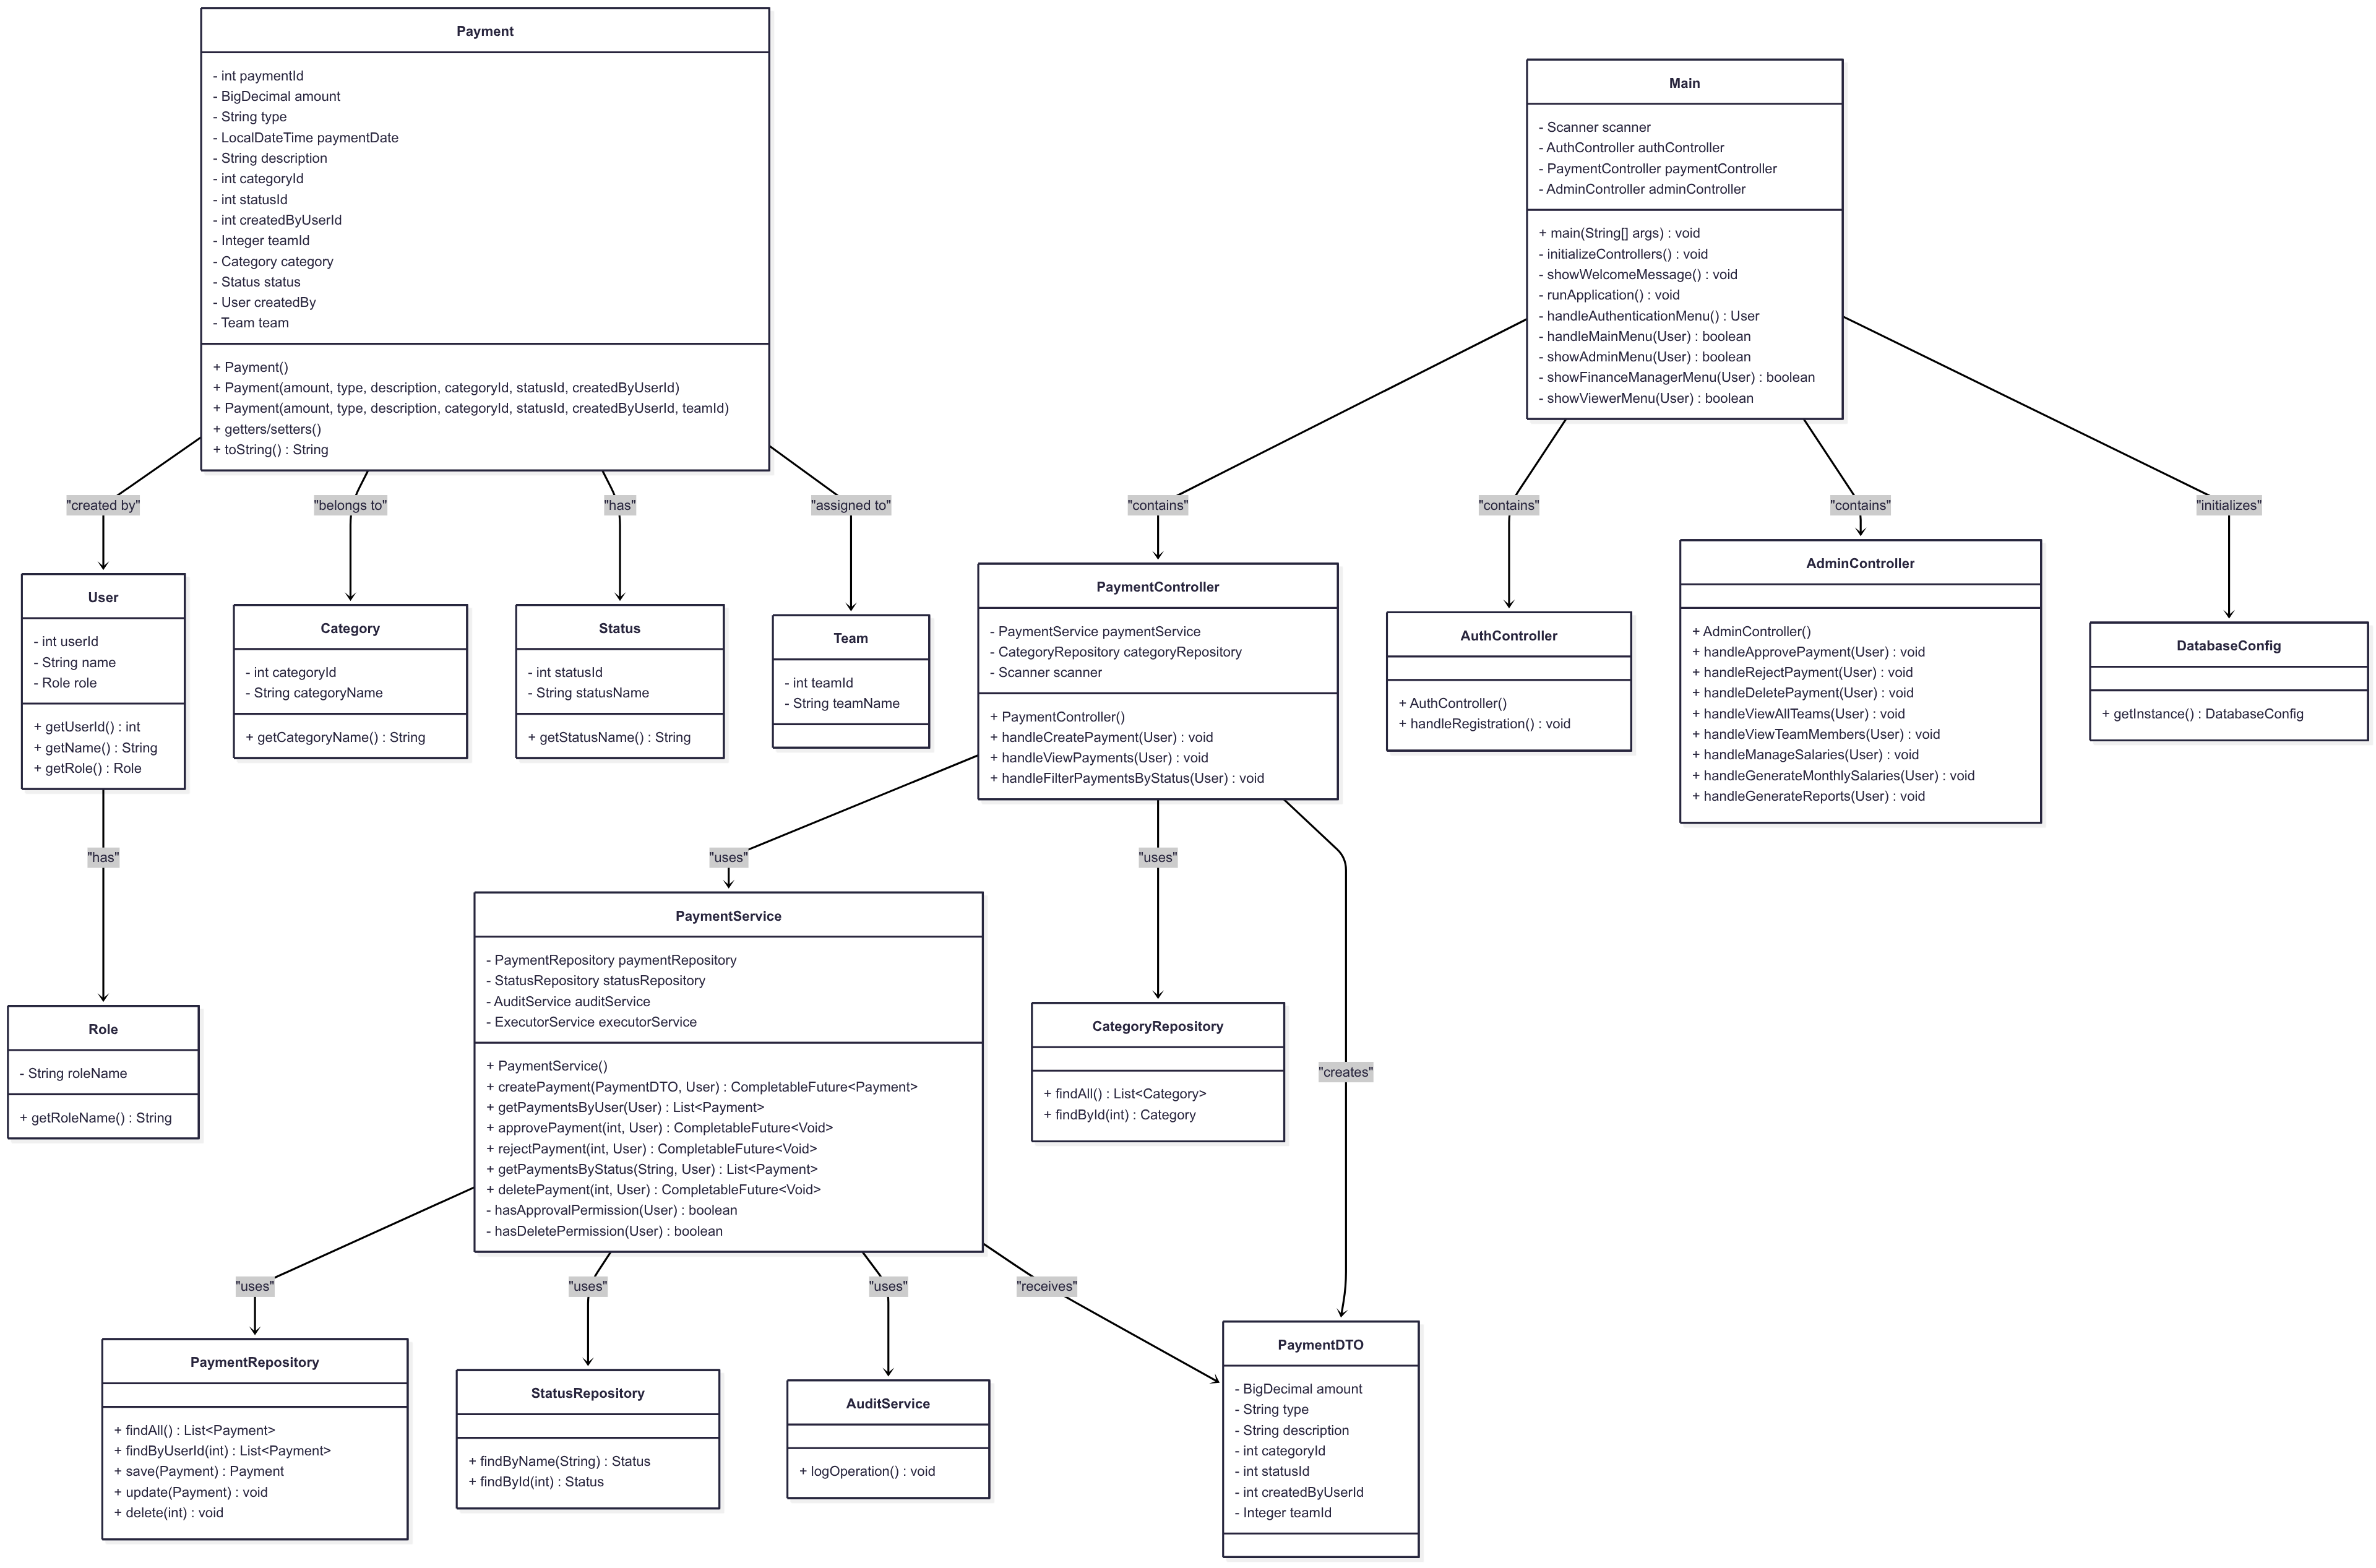 Payment
- int paymentId
- BigDecimal amount
- String type
- LocalDateTime paymentDate
- String description
- int categoryId
- int statusId
- int createdByUserId
- Integer teamId
- Category category
- Status status
- User createdBy
- Team team
+ Payment()
+ Payment(amount, type, description, categoryId, statusId, createdByUserId)
+ Payment(amount, type, description, categoryId, statusId, createdByUserId, teamId)
+ getters/setters()
+ toString() : String
Main
- Scanner scanner
- AuthController authController
- PaymentController paymentController
- AdminController adminController
+ main(String[] args) : void
- initializeControllers() : void
- showWelcomeMessage() : void
- runApplication() : void
- handleAuthenticationMenu() : User
- handleMainMenu(User) : boolean
- showAdminMenu(User) : boolean
- showFinanceManagerMenu(User) : boolean
- showViewerMenu(User) : boolean
"created by"
"belongs to"
"has"
"assigned to"
"contains"
"contains"
"contains"
"initializes"
User
- int userId
- String name
- Role role
+ getUserId() : int
+ getName() : String
+ getRole() : Role
Category
- int categoryId
- String categoryName
+ getCategoryName() : String
Status
- int statusId
- String statusName
+ getStatusName() : String
Team
- int teamId
- String teamName
PaymentController
- PaymentService paymentService
- CategoryRepository categoryRepository
- Scanner scanner
+ PaymentController()
+ handleCreatePayment(User) : void
+ handleViewPayments(User) : void
+ handleFilterPaymentsByStatus(User) : void
AuthController
+ AuthController()
+ handleRegistration() : void
AdminController
+ AdminController()
+ handleApprovePayment(User) : void
+ handleRejectPayment(User) : void
+ handleDeletePayment(User) : void
+ handleViewAllTeams(User) : void
+ handleViewTeamMembers(User) : void
+ handleManageSalaries(User) : void
+ handleGenerateMonthlySalaries(User) : void
+ handleGenerateReports(User) : void
DatabaseConfig
+ getInstance() : DatabaseConfig
"has"
"uses"
"uses"
"creates"
Role
- String roleName
+ getRoleName() : String
PaymentService
- PaymentRepository paymentRepository
- StatusRepository statusRepository
- AuditService auditService
- ExecutorService executorService
+ PaymentService()
+ createPayment(PaymentDTO, User) : CompletableFuture<Payment>
+ getPaymentsByUser(User) : List<Payment>
+ approvePayment(int, User) : CompletableFuture<Void>
+ rejectPayment(int, User) : CompletableFuture<Void>
+ getPaymentsByStatus(String, User) : List<Payment>
+ deletePayment(int, User) : CompletableFuture<Void>
- hasApprovalPermission(User) : boolean
- hasDeletePermission(User) : boolean
CategoryRepository
+ findAll() : List<Category>
+ findById(int) : Category
"uses"
"uses"
"uses"
"receives"
PaymentRepository
+ findAll() : List<Payment>
+ findByUserId(int) : List<Payment>
+ save(Payment) : Payment
+ update(Payment) : void
+ delete(int) : void
StatusRepository
+ findByName(String) : Status
+ findById(int) : Status
AuditService
+ logOperation() : void
PaymentDTO
- BigDecimal amount
- String type
- String description
- int categoryId
- int statusId
- int createdByUserId
- Integer teamId